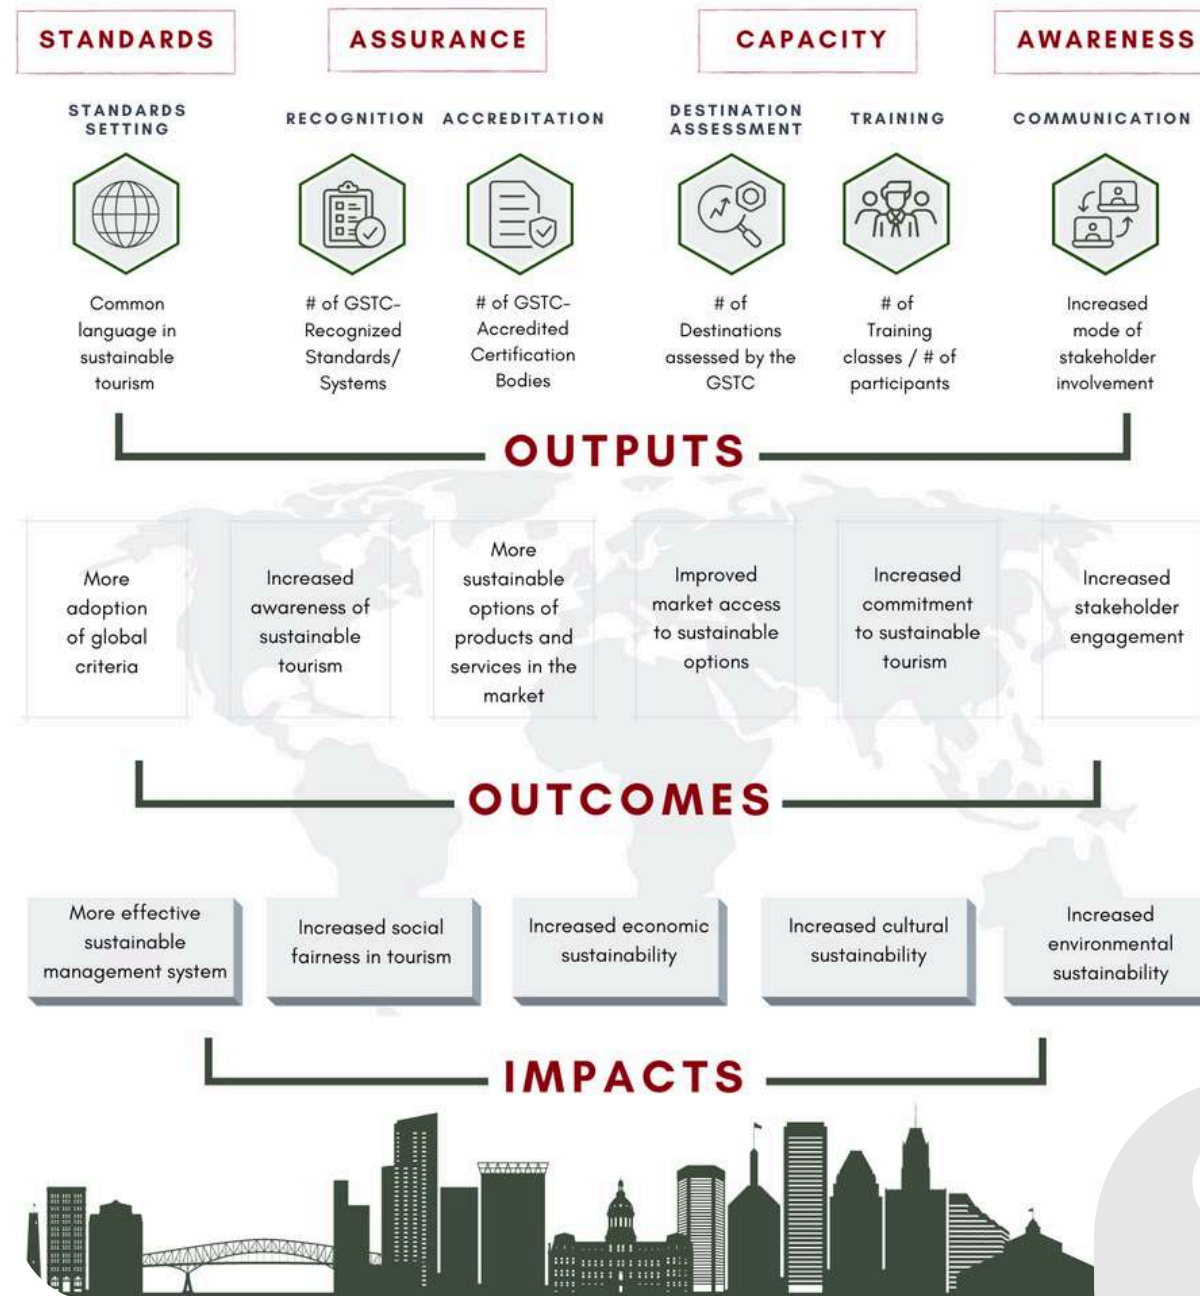 STANDARDS
ASSURANCE
CAPACITY
AWARENESS
STANDARDS
SETTING
RECOGNITION
ACCREDITATION
DESTINATION
ASSESSMENT
TRAINING
COMMUNICATION
Common
language in
sustainable
tourism
# of GSTC-
Recognized
Standards/
Systems
# of GSTC-
Accredited
Certification
Bodies
# of
Destinations
assessed by the
GSTC
# of
Training
classes / # of
participants
Increased
mode of
stakeholder
involvement
OUTPUTS
More
adoption
of global
criteria
Increased
awareness of
sustainable
tourism
More
sustainable
options of
products and
services in the
market
Improved
market access
to sustainable
options
Increased
commitment
to sustainable
tourism
Increased
stakeholder
engagement
OUTCOMES
More effective
sustainable
management system
Increased social
fairness in tourism
Increased economic
sustainability
Increased cultural
sustainability
Increased
environmental
sustainability
IMPACTS